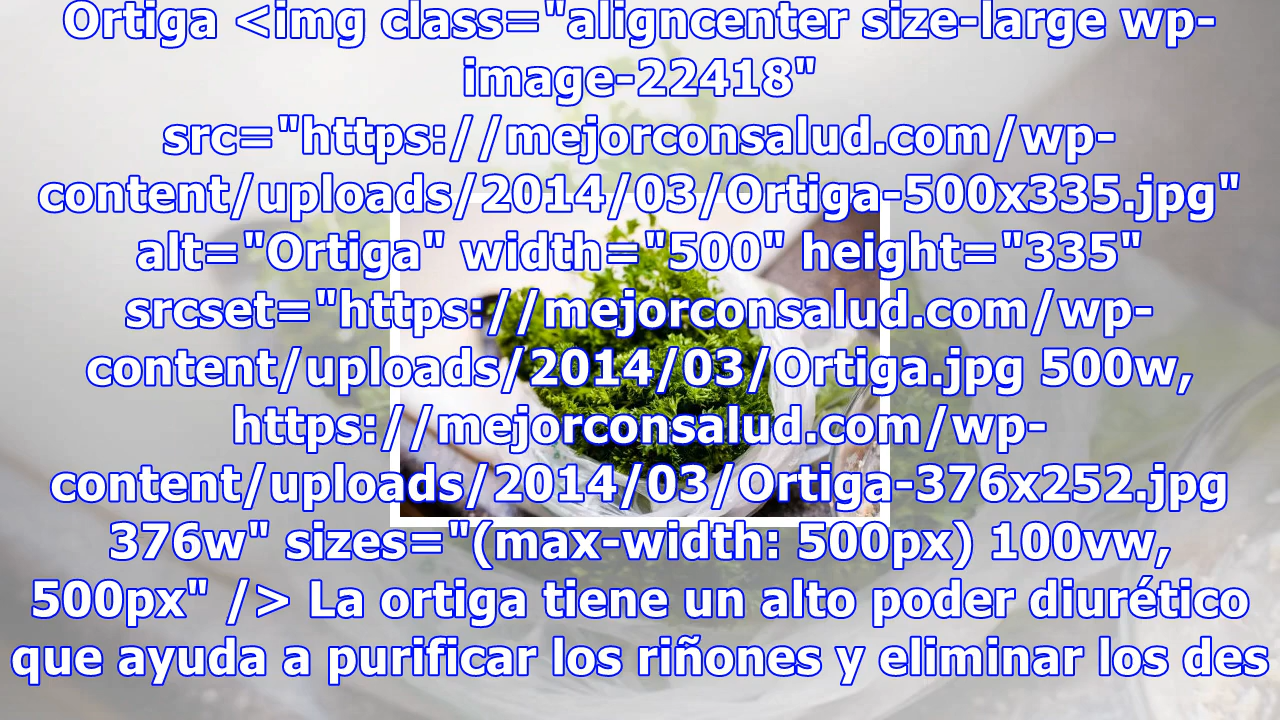 Ortiga <img class="aligncenter size-large wp-
image-22418"
src="https://mejorconsalud.com/wp-
content/uploads/2014/03/Ortiga-500x335.jpg"
alt="Ortiga" width="500" height="335"
srcset="https://mejorconsalud.com/wp-
content/uploads/2014/03/Ortiga.jpg 500w,
https://mejorconsalud.com/wp-
content/uploads/2014/03/Ortiga-376x252.jpg
376w" sizes="(max-width: 500px) 100vw,
500px" /> La ortiga tiene un alto poder diurético
que ayuda a purificar los riñones y eliminar los des